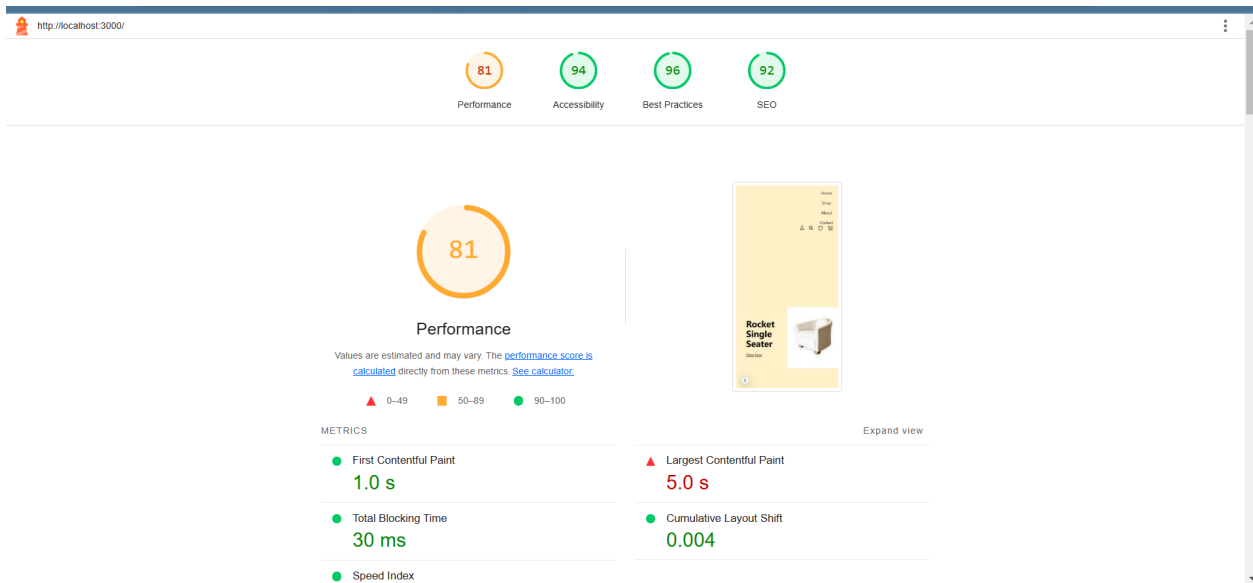 http://localhost:3000/
81
94
96
92
Performance
Accessibility
Best Practices
SEO
81
Performance
Values are estimated and may vary. The performance score is
calculated directly from these metrics. See calculator.
0–49
50–89
90–100
Home
Shop
About
Contact
Rocket
Single
Seater
Shop Now
METRICS
Expand view
First Contentful Paint
1.0 s
Largest Contentful Paint
5.0 s
Total Blocking Time
30 ms
Cumulative Layout Shift
0.004
Speed Index